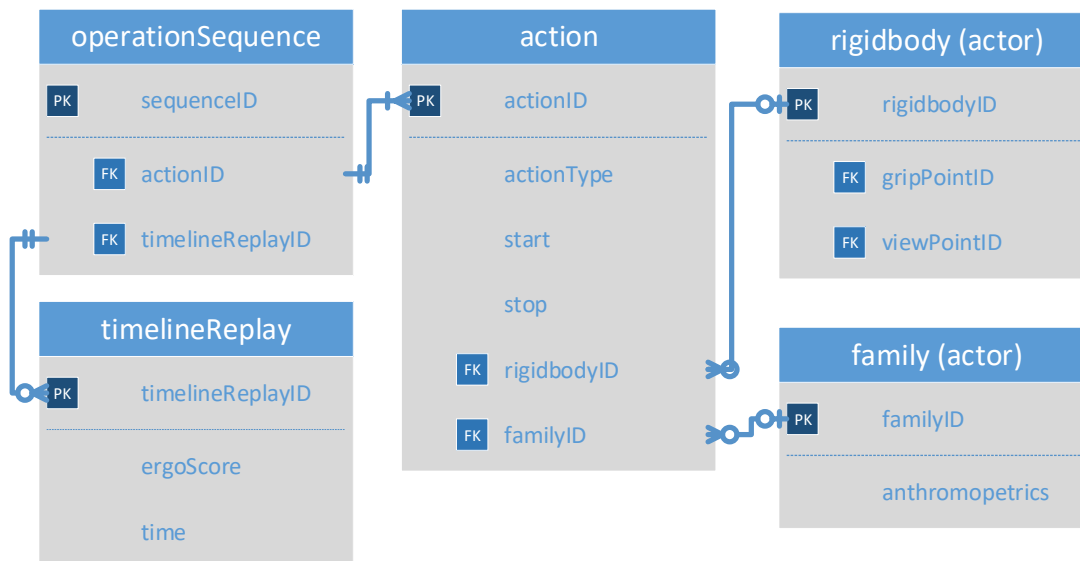 operationSequence
PK sequenceID
FK actionID
FK timelineReplayID
timelineReplay
PK timelineReplayID
ergoScore
time
action
PK actionID
actionType
start
stop
FK rigidbodyID
FK familyID
rigidbody (actor)
PK rigidbodyID
FK gripPointID
FK viewPointID
family (actor)
PK familyID
anthromopetrics